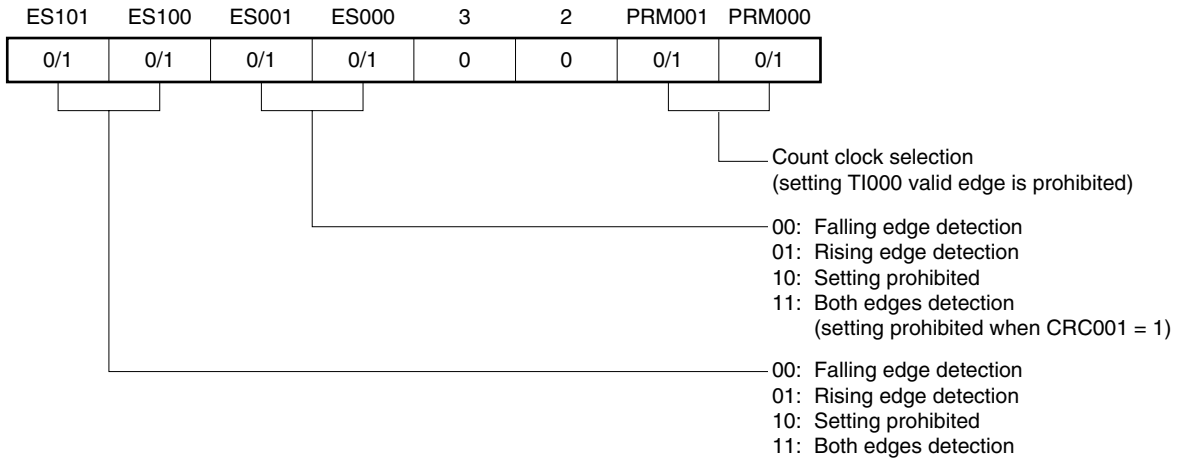 ES101 ES100 ES001 ES000 3 2 PRM001 PRM000
0/1 0/1 0/1 0/1 0 0 0/1 0/1
Count clock selection
(setting TI000 valid edge is prohibited)
00: Falling edge detection
01: Rising edge detection
10: Setting prohibited
11: Both edges detection
(setting prohibited when CRC001 = 1)
00: Falling edge detection
01: Rising edge detection
10: Setting prohibited
11: Both edges detection